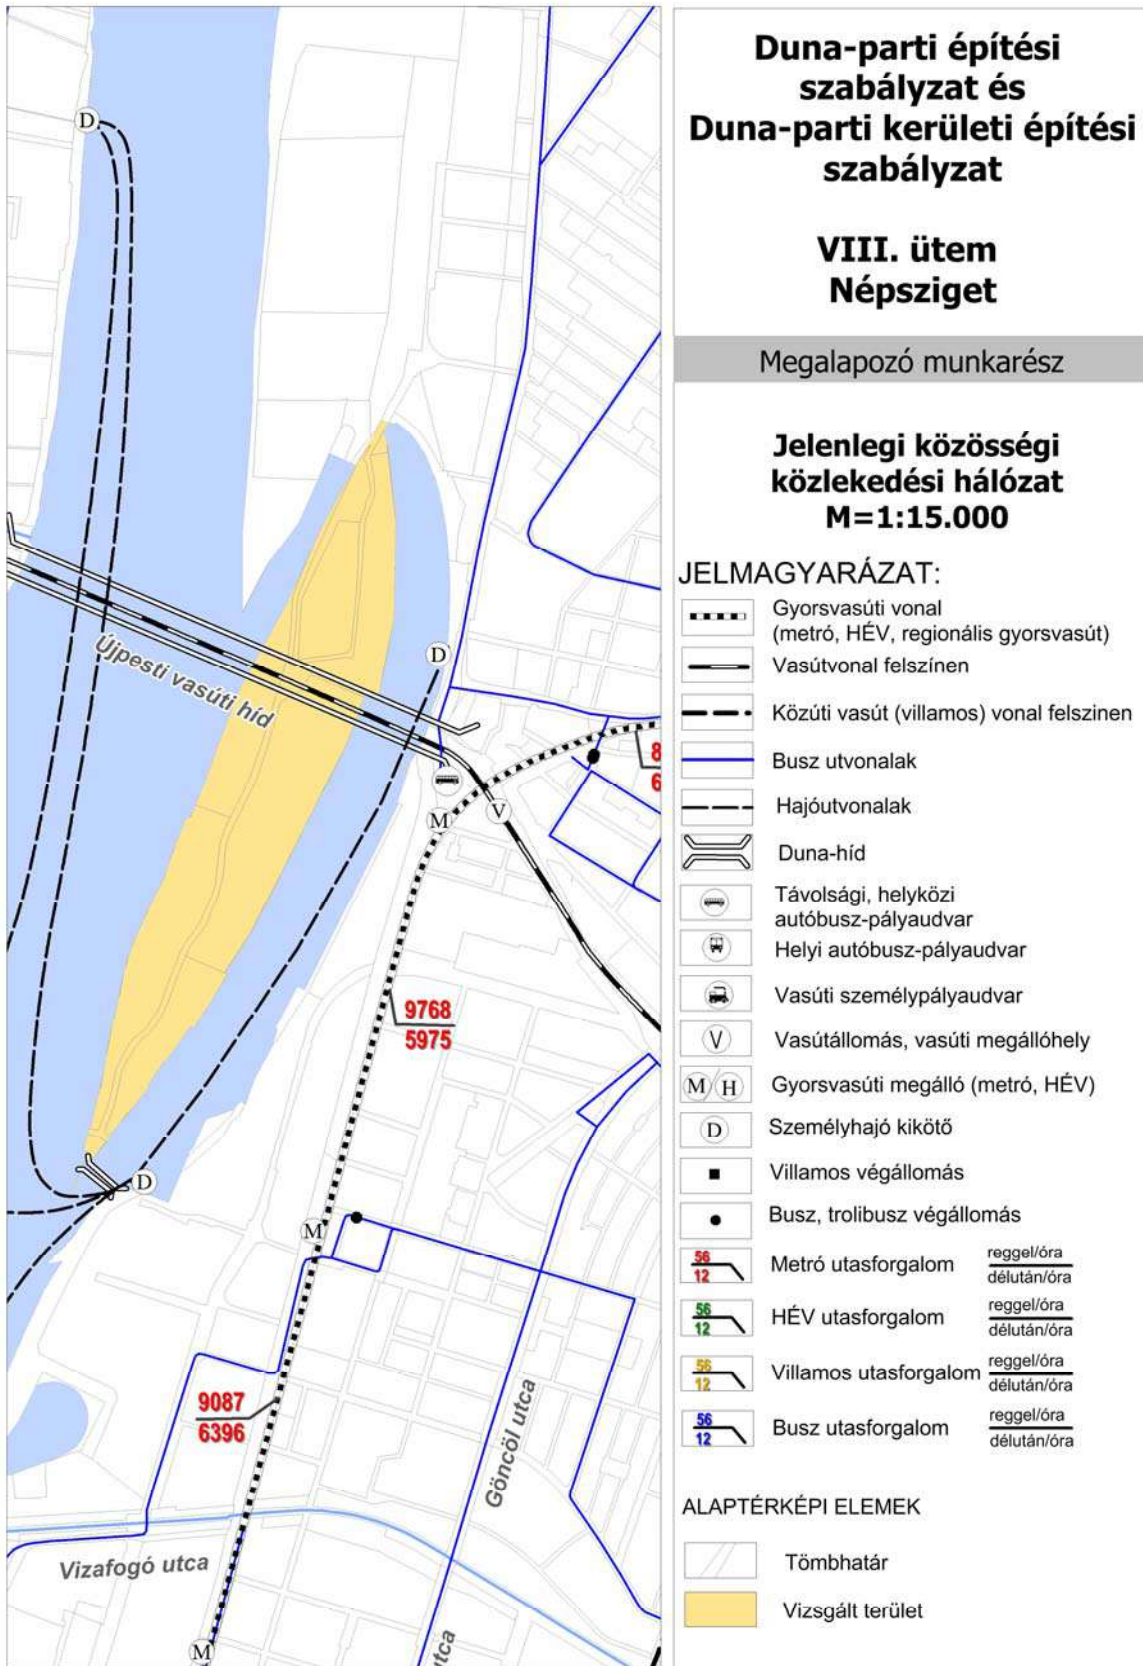 Duna-parti építési
szabályzat és
Duna-parti kerületi építési
szabályzat
VIII. ütem
Népsziget
Megalapozó munkarész
Jelenlegi közösségi
közlekedési hálózat
M=1:15.000
JELMAGYARÁZAT:
Gyorsvasúti vonal
(metró, HÉV, regionális gyorsvasút)
Vasútvonal felszínen
Közúti vasút (villamos) vonal felszinen
Busz utvonalak
Hajóutvonalak
Duna-híd
Távolsági, helyközi
autóbusz-pályaudvar
Helyi autóbusz-pályaudvar
Vasúti személypályaudvar
V Vasútállomás, vasúti megállóhely
M/H Gyorsvasúti megálló (metró, HÉV)
D Személyhajó kikötő
Villamos végállomás
Busz, trolibusz végállomás
56
12
Metró utasforgalom
reggel/óra
délután/óra
56
12
HÉV utasforgalom
reggel/óra
délután/óra
56
12
Villamos utasforgalom
reggel/óra
délután/óra
56
12
Busz utasforgalom
reggel/óra
délután/óra
ALAPTÉRKÉPI ELEMEK
Tömbhatár
Vizsgált terület
D
Újpesti vasúti híd
D
8
6
M
V
9768
5975
D
M
9087
6396
Göncöl utca
Vizafogó utca
M
utca